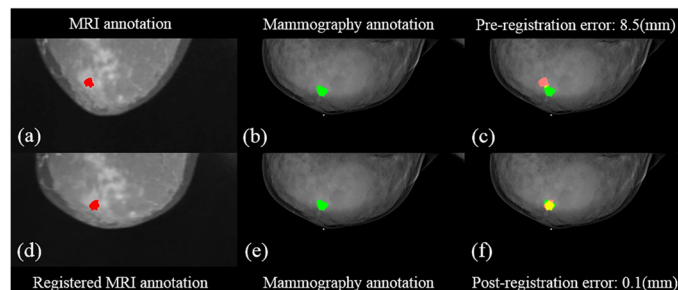 MRI annotation
Mammography annotation
Pre-registration error: 8.5(mm)
(a)
(b)
(c)
(d)
(e)
(f)
Registered MRI annotation
Mammography annotation
Post-registration error: 0.1(mm)